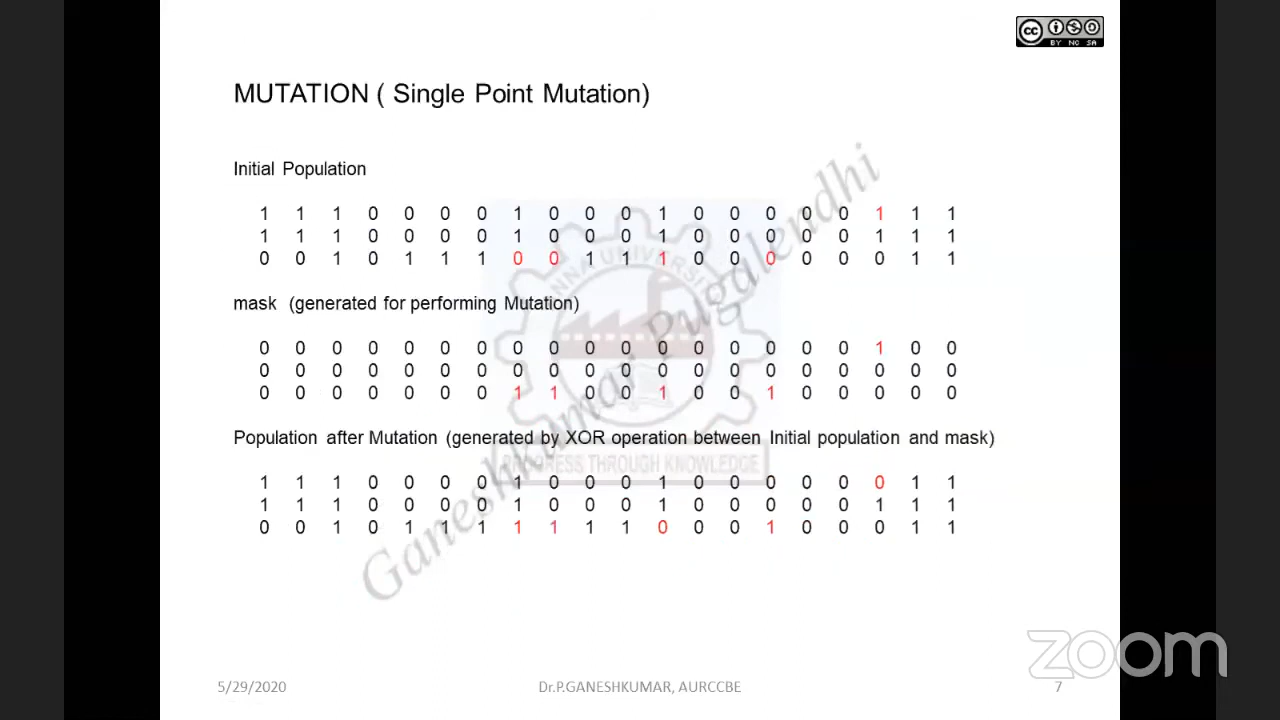 BY NC SA
MUTATION ( Single Point Mutation)
Initial Population
1 1 1 0 0 0 0 1 0 0 0 1 0 0 0 0 0 1 1 1
1 1 1 0 0 0 0 1 0 0 0 1 0 0 0 0 0 1 1 1
0 0 1 0 1 1 1 0 0 1 1 1 0 0 0 0 0 0 1 1
mask (generated for performing Mutation)
0 0 0 0 0 0 0 0 0 0 0 0 0 0 0 0 0 1 0 0
0 0 0 0 0 0 0 0 0 0 0 0 0 0 0 0 0 0 0 0
0 0 0 0 0 0 0 1 1 0 0 1 0 0 1 0 0 0 0 0
Population after Mutation (generated by XOR operation between Initial population and mask)
1 1 1 0 0 0 0 1 0 0 0 1 0 0 0 0 0 0 1 1
1 1 1 0 0 0 0 1 0 0 0 1 0 0 0 0 0 1 1 1
0 0 1 0 1 1 1 1 1 1 1 0 0 0 1 0 0 0 1 1
Ganeshkumar Pugalendhi
PROGRESS THROUGH KNOWLEDGE
zoom
5/29/2020 Dr.P.GANESHKUMAR, AURCCBE 7